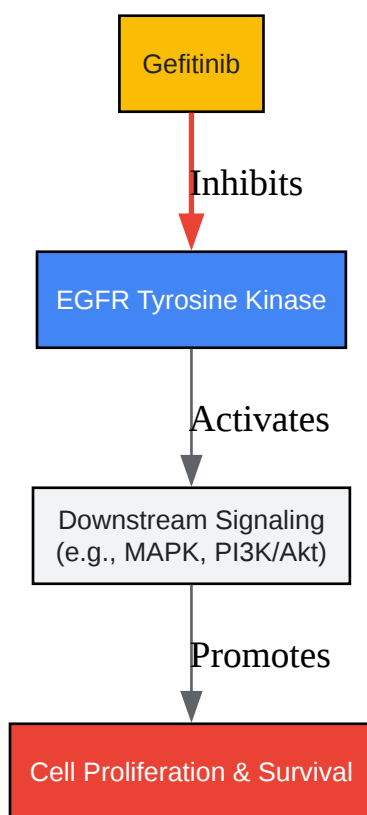 Gefitinib
Inhibits
EGFR Tyrosine Kinase
Activates
Downstream Signaling
(e.g., MAPK, PI3K/Akt)
Promotes
Cell Proliferation & Survival